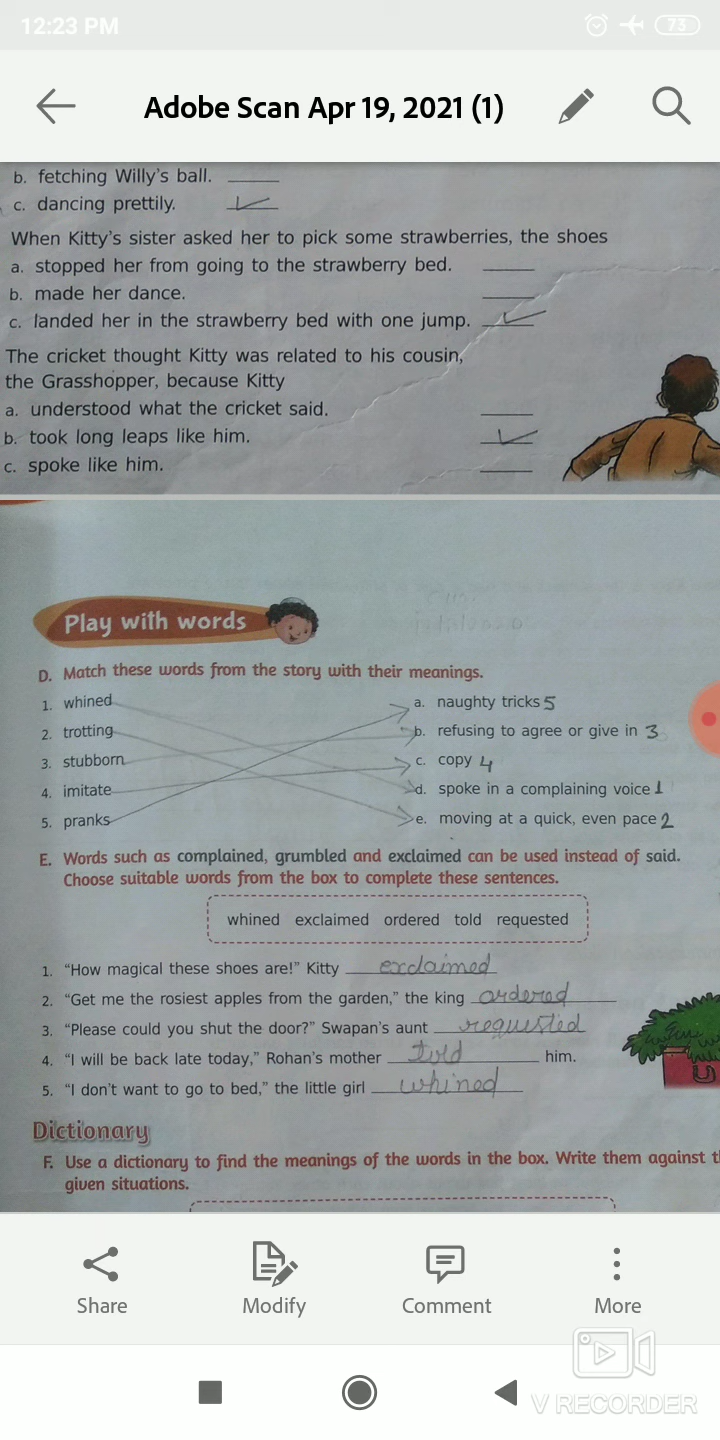 12:23 PM 73
Adobe Scan Apr 19, 2021 (1)
b. fetching Willy's ball.
c. dancing prettily.
When Kitty's sister asked her to pick some strawberries, the shoes
a. stopped her from going to the strawberry bed.
b. made her dance.
c. landed her in the strawberry bed with one jump.
The cricket thought Kitty was related to his cousin,
the Grasshopper, because Kitty
a. understood what the cricket said.
b. took long leaps like him.
c. spoke like him.
Play with words
D. Match these words from the story with their meanings.
1. whined a. naughty tricks 5
2. trotting b. refusing to agree or give in 3
3. stubborn c. copy 4
4. imitate d. spoke in a complaining voice 1
5. pranks e. moving at a quick, even pace 2
E. Words such as complained, grumbled and exclaimed can be used instead of said.
Choose suitable words from the box to complete these sentences.
whined exclaimed ordered told requested
1. "How magical these shoes are!" Kitty exclaimed
2. "Get me the rosiest apples from the garden," the king ordered
3. "Please could you shut the door?" Swapan's aunt requested
4. "I will be back late today," Rohan's mother told him.
5. "I don't want to go to bed," the little girl whined
Dictionary
F. Use a dictionary to find the meanings of the words in the box. Write them against
given situations.
Share Modify Comment More
V RECORDER